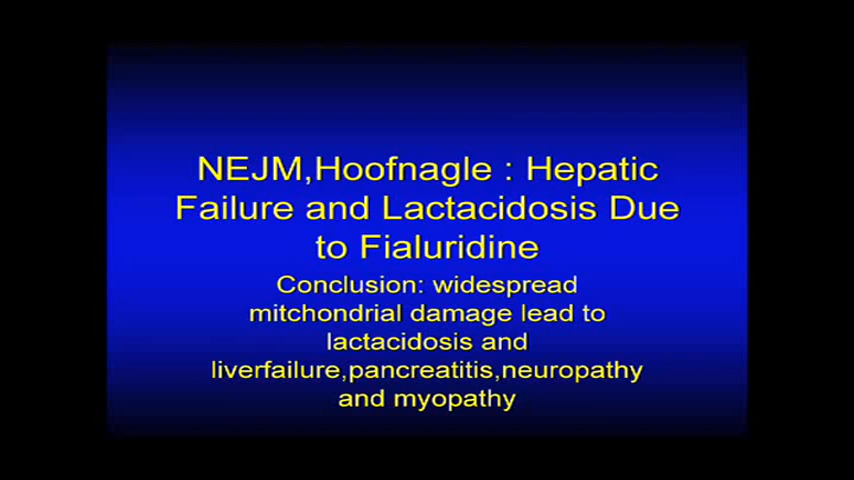 NEJM,Hoofnagle : Hepatic
Failure and Lactacidosis Due
to Fialuridine
Conclusion: widespread
mitchondrial damage lead to
lactacidosis and
liverfailure,pancreatitis,neuropathy
and myopathy